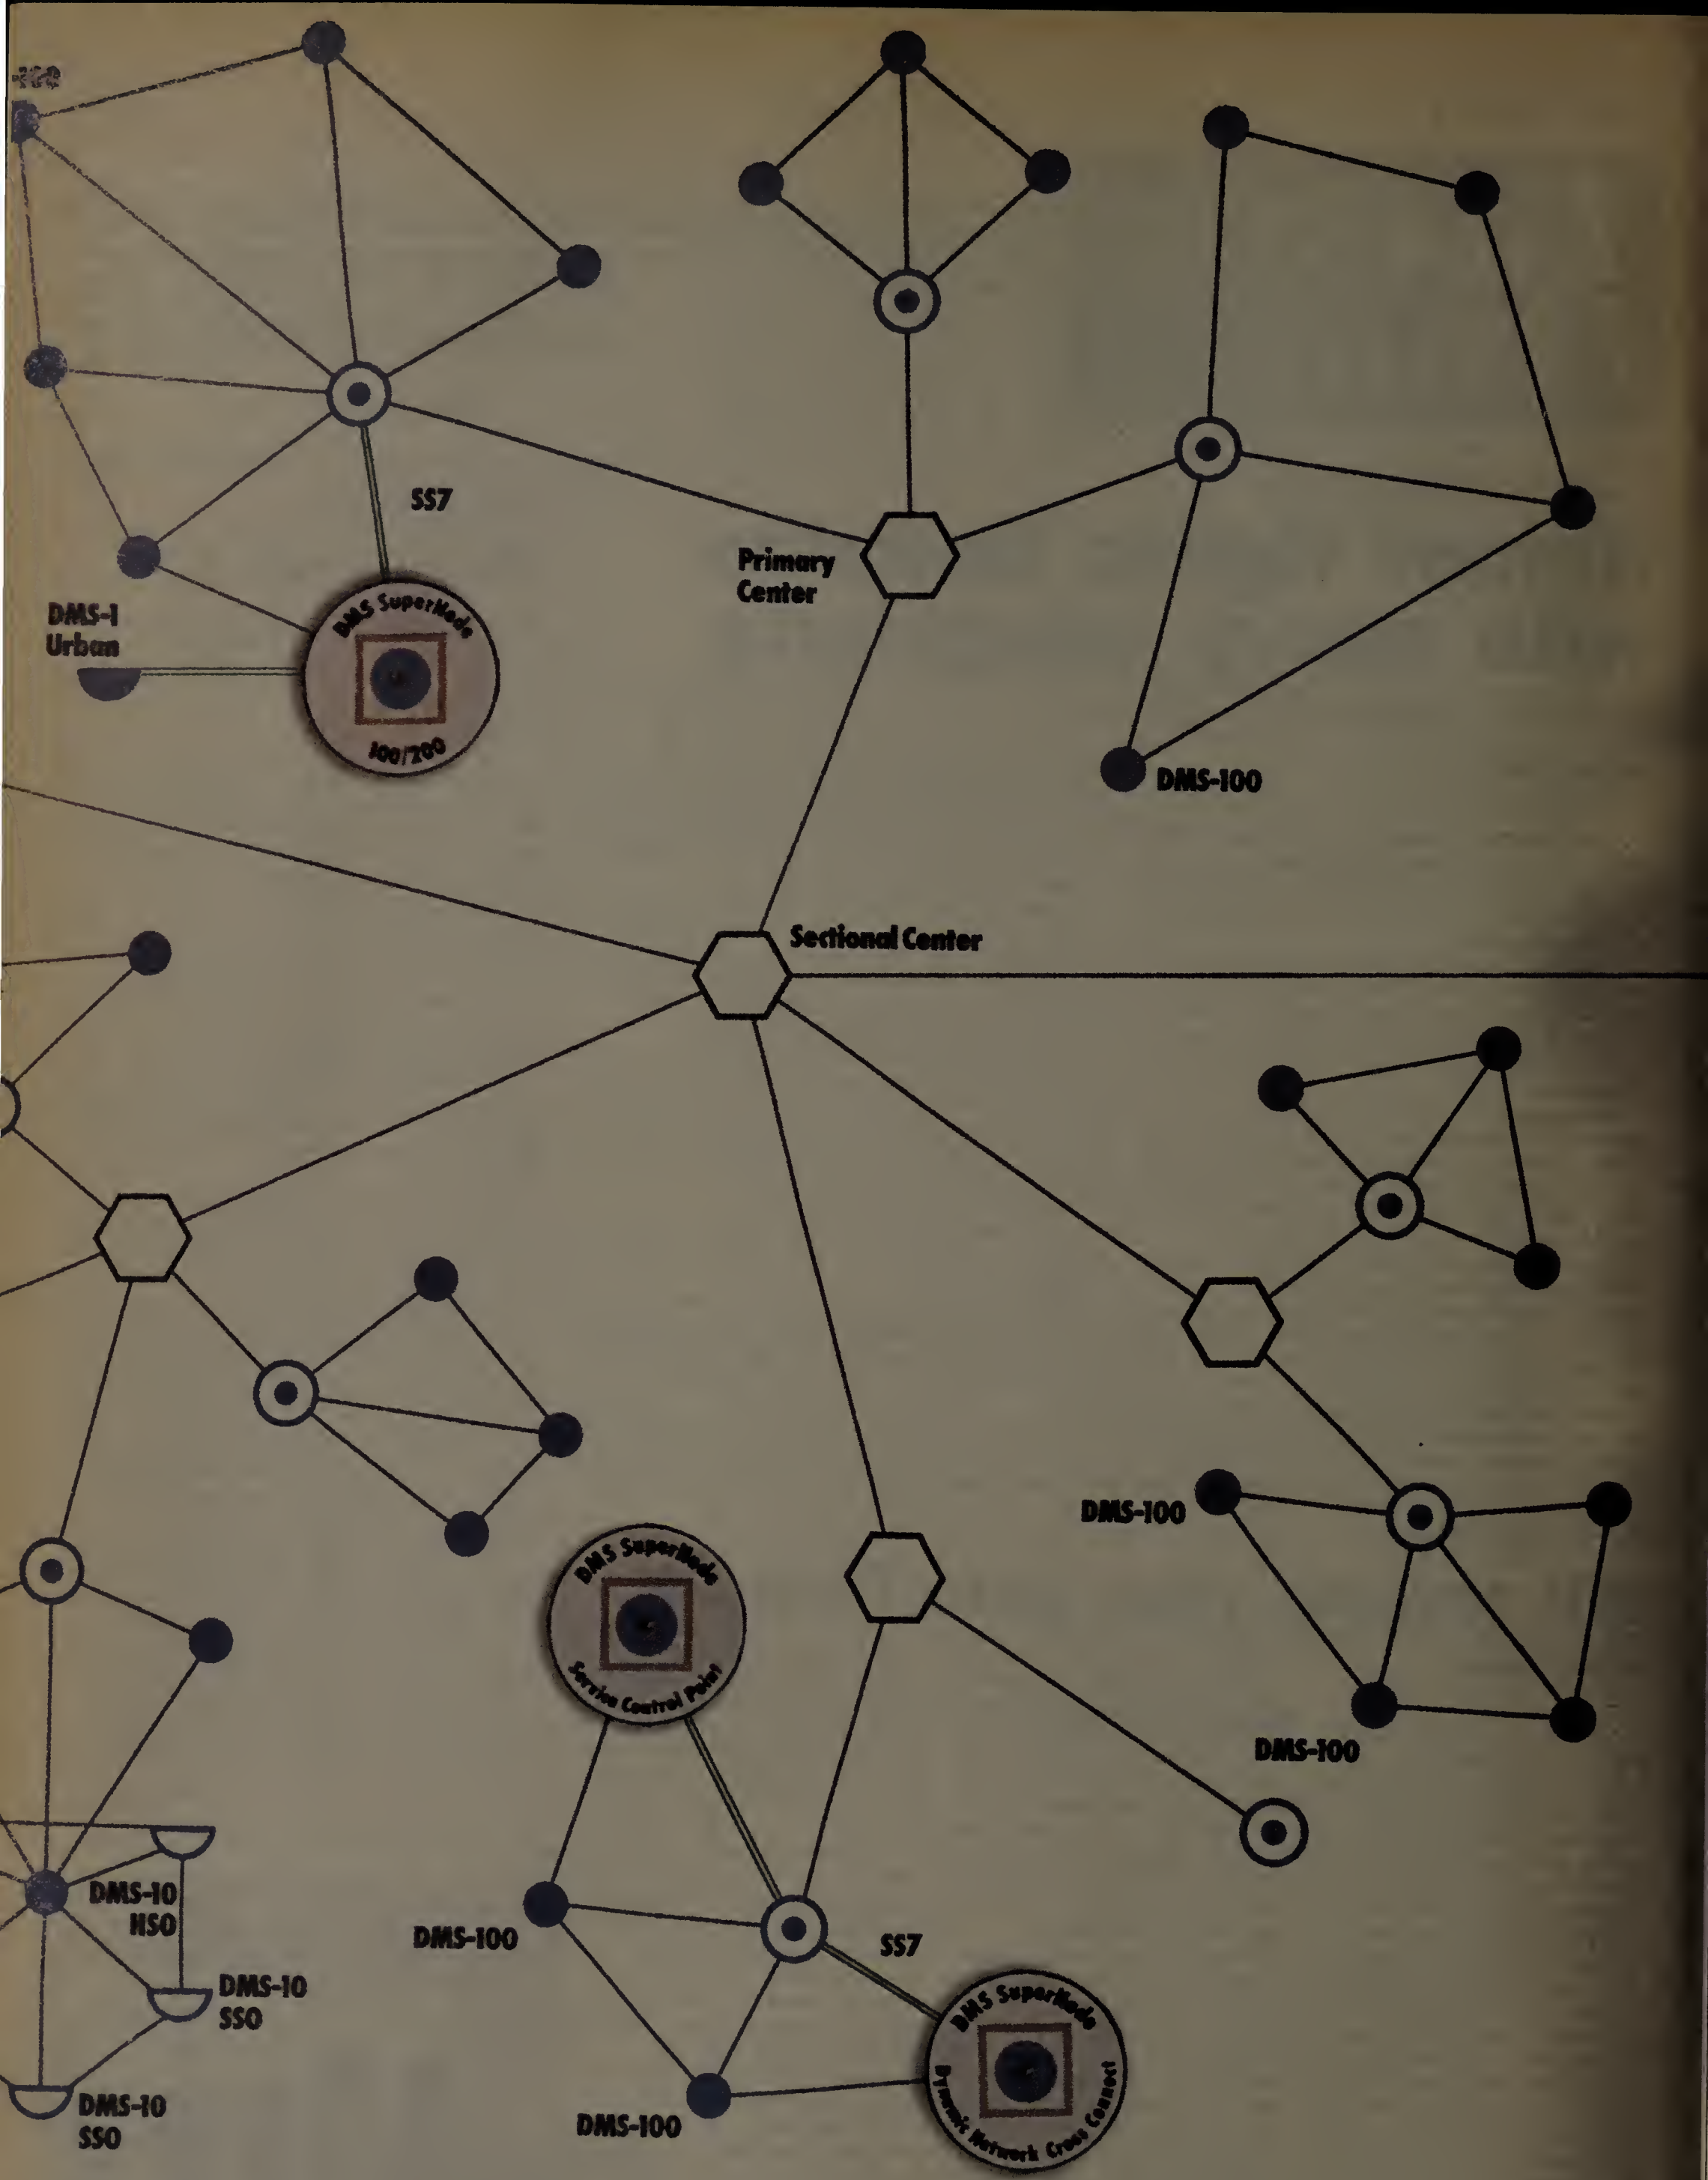 -100
SS7
Primary
Center
DMS-1
Urban
DMS SuperNode
100/200
DMS-100
Sectional Center
DMS-100
DMS SuperNode
Service Control Point
DMS-100
DMS-10
HSO
DMS-100
SS7
DMS-10
SSO
DMS SuperNode
Dynamic Network Cross Connect
DMS-10
SSO
DMS-100